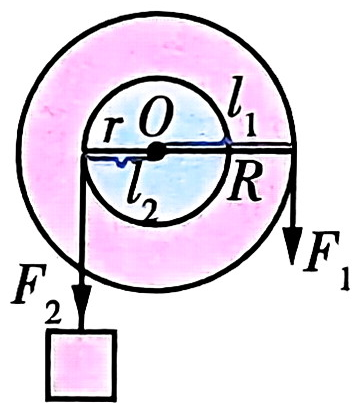 r O l₁
l₂ R
F₂ F₁